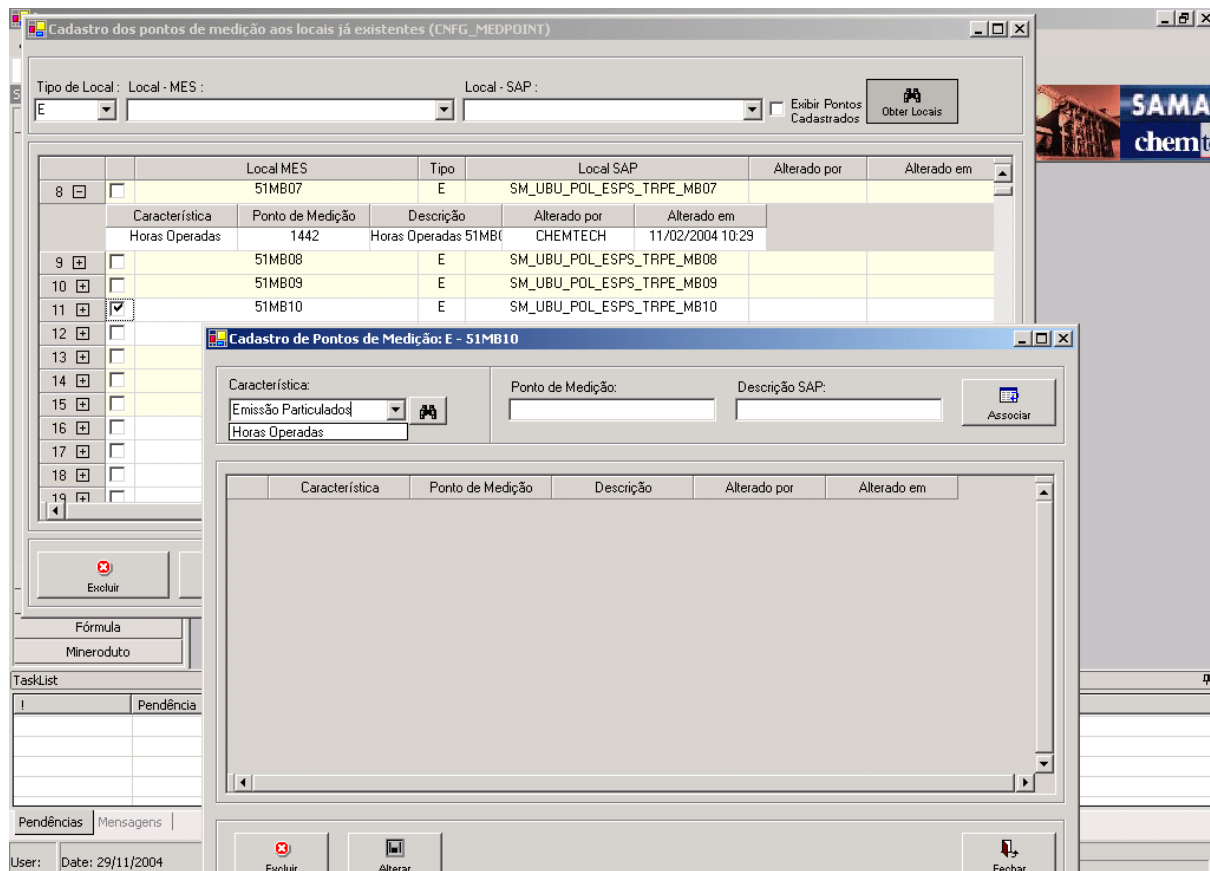 Cadastro dos pontos de medição aos locais já existentes (CNFG_MEDPOINT)
Tipo de Local : Local - MES : Local - SAP :
E Exibir Pontos Cadastrados Obter Locais
SAMA
chemt
Local MES Tipo Local SAP Alterado por Alterado em
8 51MB07 E SM_UBU_POL_ESPS_TRPE_MB07
Característica Ponto de Medição Descrição Alterado por Alterado em
Horas Operadas 1442 Horas Operadas 51MB0 CHEMTECH 11/02/2004 10:29
9 51MB08 E SM_UBU_POL_ESPS_TRPE_MB08
10 51MB09 E SM_UBU_POL_ESPS_TRPE_MB09
11 51MB10 E SM_UBU_POL_ESPS_TRPE_MB10
12
13
14
15
16
17
18
19
Cadastro de Pontos de Medição: E - 51MB10
Característica: Ponto de Medição: Descrição SAP:
Emissão Particulados Associar
Horas Operadas
Característica Ponto de Medição Descrição Alterado por Alterado em
Excluir Alterar Fechar
Excluir
Fórmula
Mineroduto
TaskList
! Pendência
Pendências Mensagens
User: Date: 29/11/2004